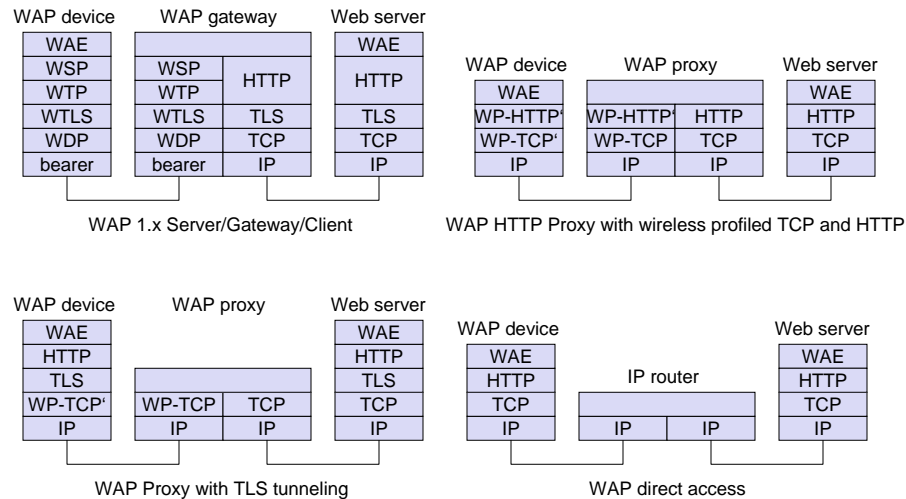 WAP device WAP gateway Web server
WAE WAE
WSP WSP HTTP HTTP
WTP WTP
WTLS WTLS TLS TLS
WDP WDP TCP TCP
bearer bearer IP IP
WAP 1.x Server/Gateway/Client
WAP device WAP proxy Web server
WAE WAE
WP-HTTP‘ WP-HTTP‘ HTTP HTTP
WP-TCP‘ WP-TCP TCP TCP
IP IP IP IP
WAP HTTP Proxy with wireless profiled TCP and HTTP
WAP device WAP proxy Web server
WAE WAE
HTTP HTTP
TLS TLS
WP-TCP‘ WP-TCP TCP TCP
IP IP IP IP
WAP Proxy with TLS tunneling
WAP device Web server
WAE IP router WAE
HTTP HTTP
TCP TCP
IP IP IP IP
WAP direct access